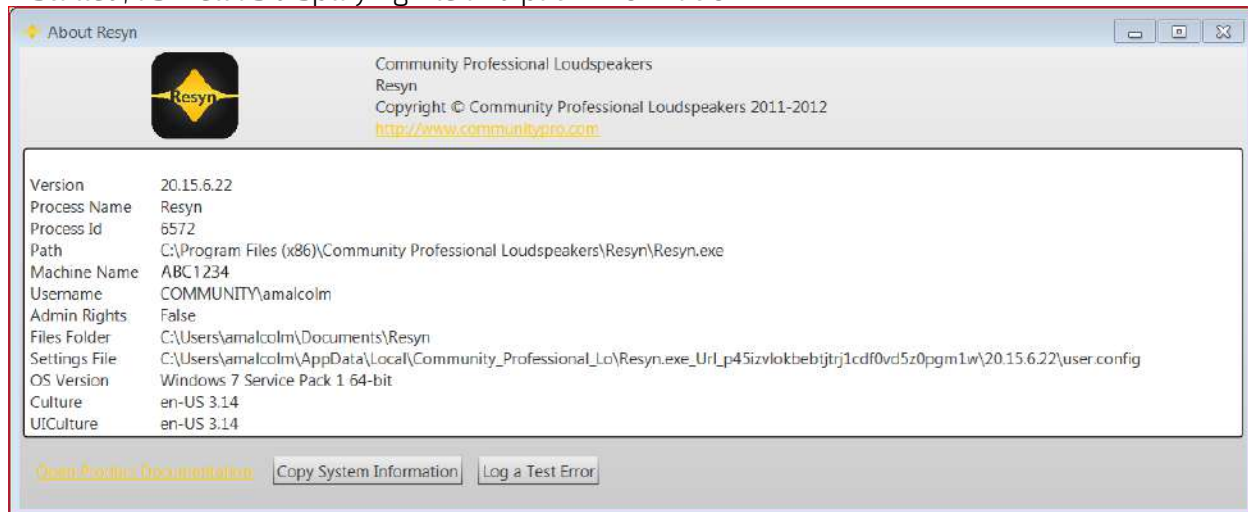 About Resyn
Resyn
Community Professional Loudspeakers
Resyn
Copyright © Community Professional Loudspeakers 2011-2012
http://www.communitypro.com
Version 20.15.6.22
Process Name Resyn
Process Id 6572
Path C:\Program Files (x86)\Community Professional Loudspeakers\Resyn\Resyn.exe
Machine Name ABC1234
Username COMMUNITY\amalcolm
Admin Rights False
Files Folder C:\Users\amalcolm\Documents\Resyn
Settings File C:\Users\amalcolm\AppData\Local\Community_Professional_Lo\Resyn.exe_Url_p45izvlokbebtjtrj1cdf0vd5z0pgm1w\20.15.6.22\user.config
OS Version Windows 7 Service Pack 1 64-bit
Culture en-US 3.14
UICulture en-US 3.14
Open Product Documentation Copy System Information Log a Test Error